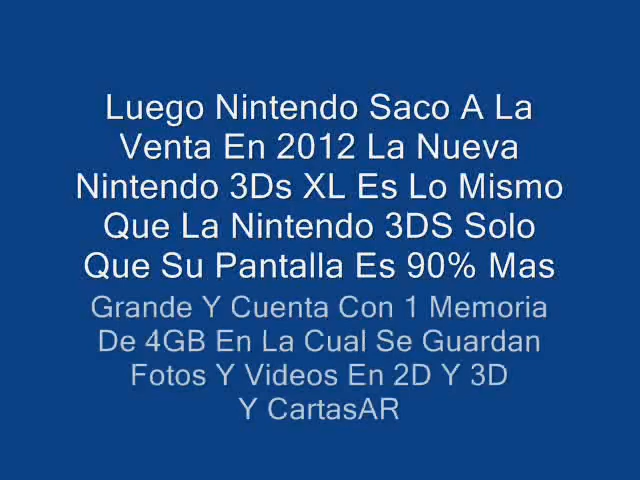 Luego Nintendo Saco A La
Venta En 2012 La Nueva
Nintendo 3Ds XL Es Lo Mismo
Que La Nintendo 3DS Solo
Que Su Pantalla Es 90% Mas
Grande Y Cuenta Con 1 Memoria
De 4GB En La Cual Se Guardan
Fotos Y Videos En 2D Y 3D
Y CartasAR